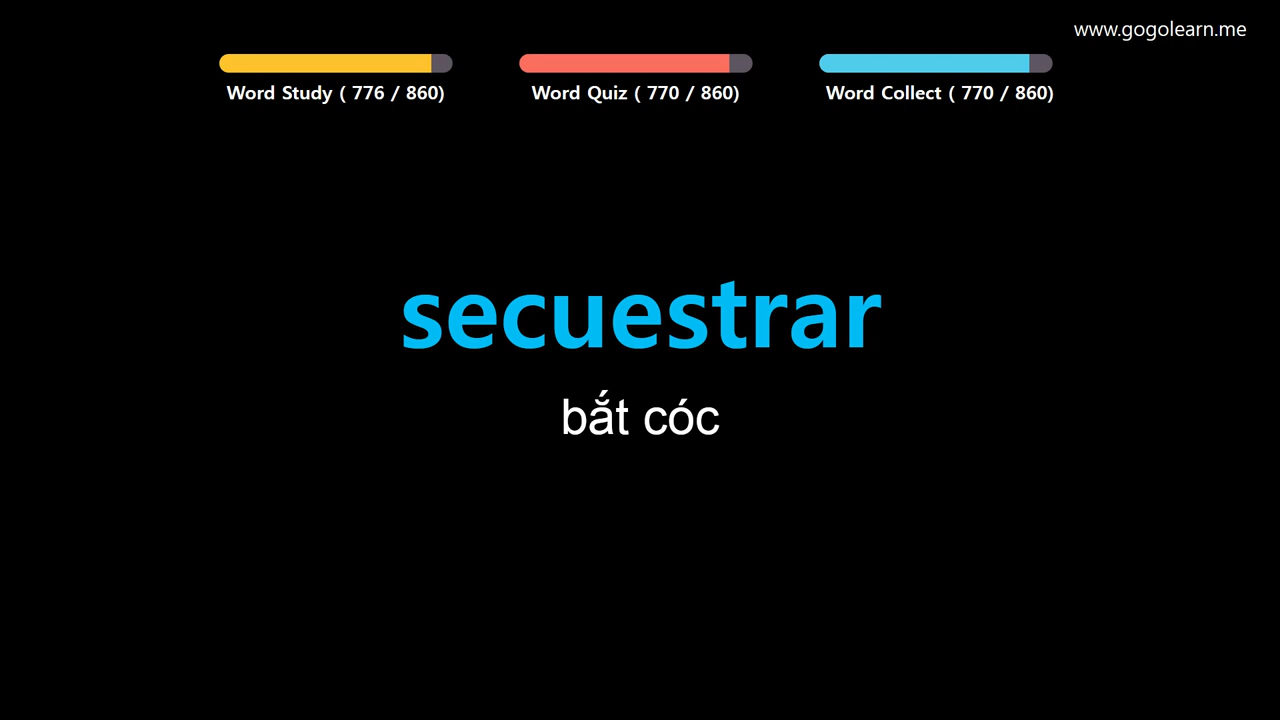 www.gogolearn.me
Word Study ( 776 / 860)
Word Quiz ( 770 / 860)
Word Collect ( 770 / 860)
secuestrar
bắt cóc